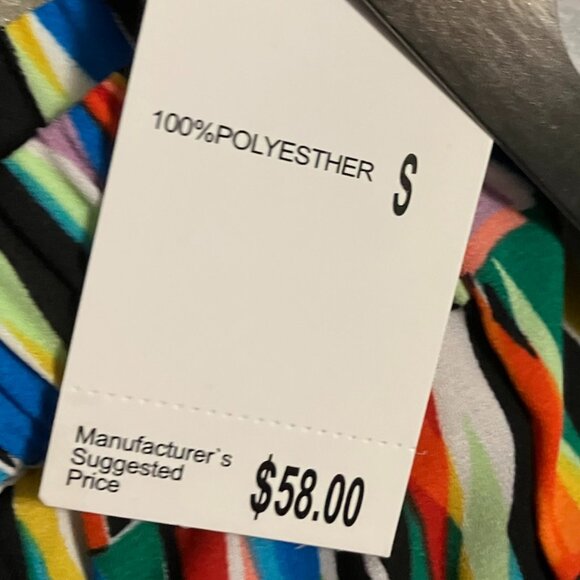 100%POLYESTHER
S
Manufacturer`s
Suggested
Price
$58.00